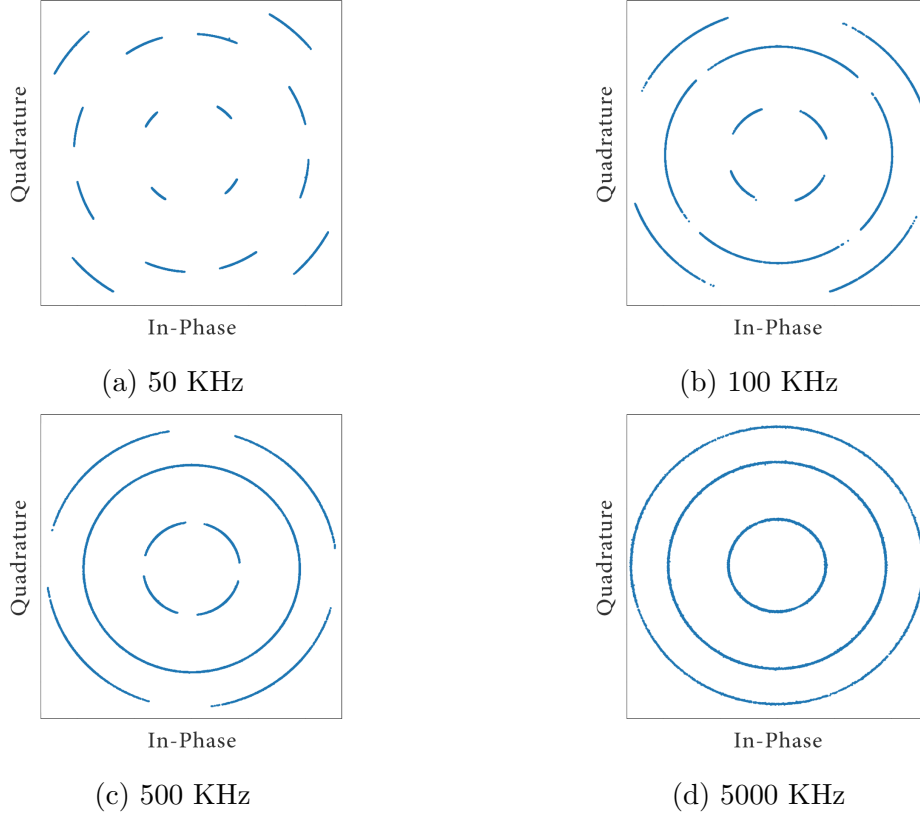 Quadrature
In-Phase
(a) 50 KHz
Quadrature
In-Phase
(b) 100 KHz
Quadrature
In-Phase
(c) 500 KHz
Quadrature
In-Phase
(d) 5000 KHz